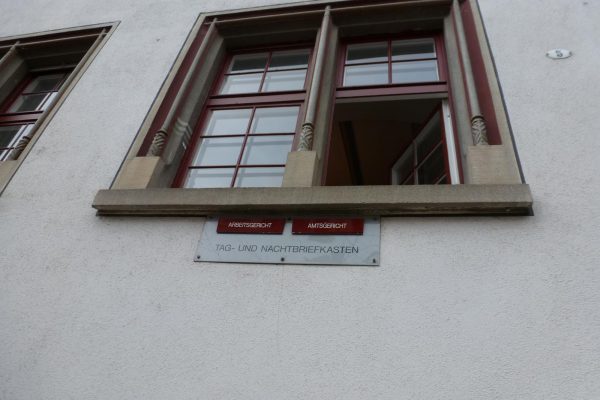 ARBEITSGERICHT AMTSGERICHT
TAG- UND NACHTBRIEFKASTEN